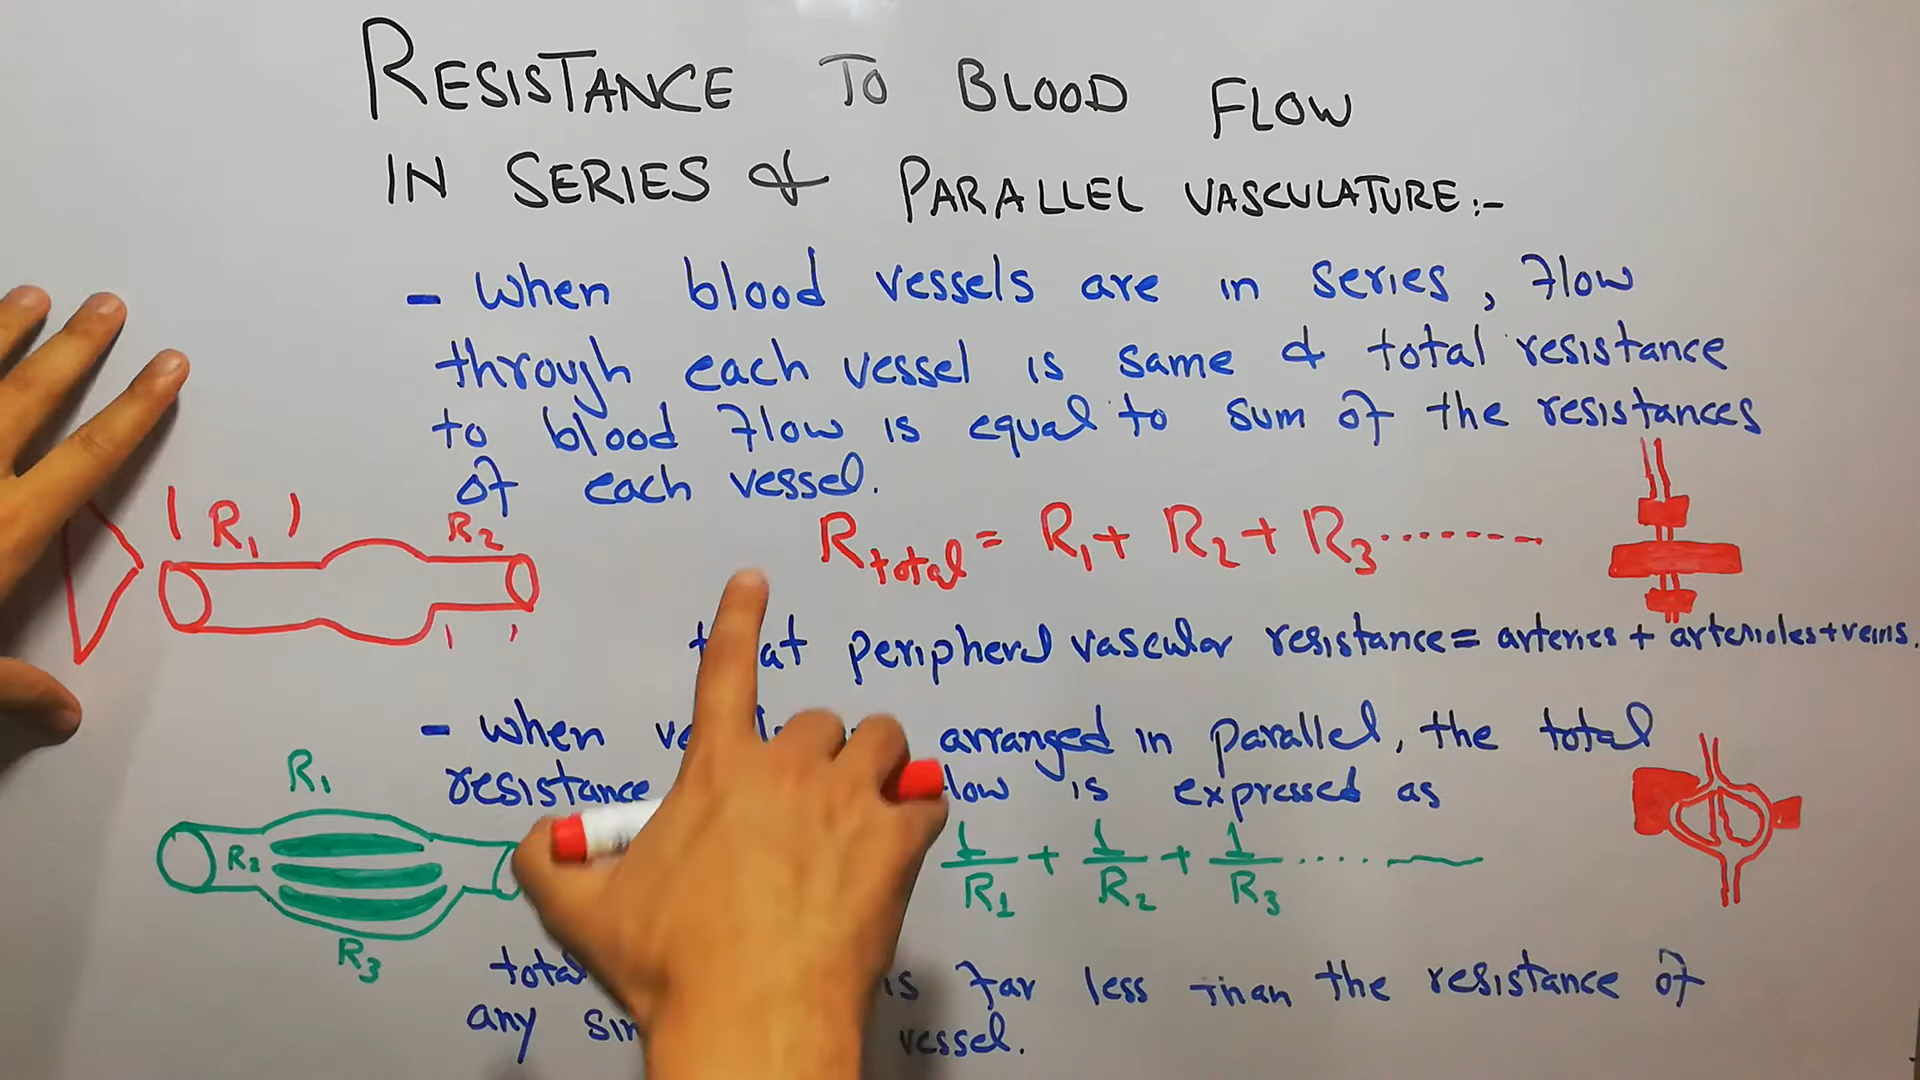 RESISTANCE TO BLOOD FLOW
IN SERIES & PARALLEL VASCULATURE:-
- When blood vessels are in series, flow
through each vessel is same & total resistance
to blood flow is equal to sum of the resistances
of each vessel.
R1 R2
Rtotal = R1 + R2 + R3........
peripheral vascular resistance = arteries + arterioles + veins.
- when arranged in parallel, the total
resistance is expressed as
R1
R2
R3
1/R1 + 1/R2 + 1/R3 ....
total is far less than the resistance of
any vessel.